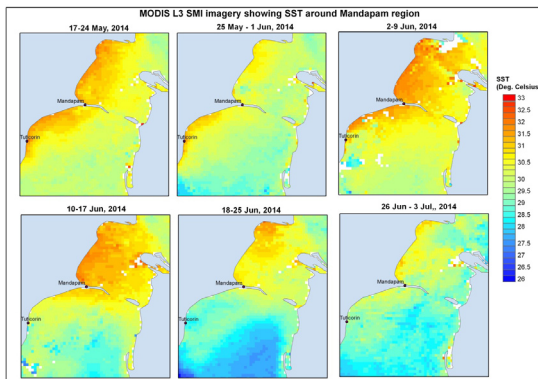 MODIS L3 SMI imagery showing SST around Mandapam region
17-24 May, 2014
25 May - 1 Jun, 2014
2-9 Jun, 2014
Mandapam
Tuticorin
Mandapam
Tuticorin
Mandapam
Tuticorin
SST
(Deg. Celsius)
33
32.5
32
31.5
31
30.5
30
29.5
29
28.5
28
27.5
27
26.5
26
10-17 Jun, 2014
18-25 Jun, 2014
26 Jun - 3 Jul,, 2014
Mandapam
Tuticorin
Mandapam
Tuticorin
Mandapam
Tuticorin